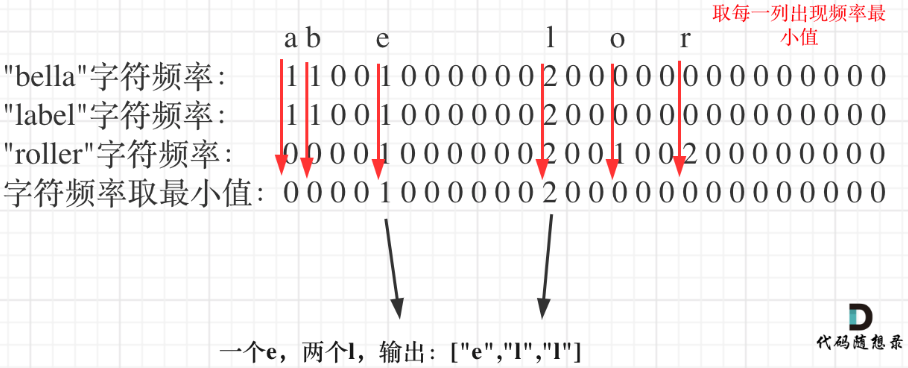 取每一列出现频率最
小值
a b e l o r
"bella"字符频率: 1 1 0 0 1 0 0 0 0 0 0 2 0 0 0 0 0 0 0 0 0 0 0 0 0 0
"label"字符频率: 1 1 0 0 1 0 0 0 0 0 0 2 0 0 0 0 0 0 0 0 0 0 0 0 0 0
"roller"字符频率: 0 0 0 0 1 0 0 0 0 0 0 2 0 0 1 0 0 2 0 0 0 0 0 0 0 0
字符频率取最小值: 0 0 0 0 1 0 0 0 0 0 0 2 0 0 0 0 0 0 0 0 0 0 0 0 0 0
一个e，两个l，输出：["e","l","l"]
代码随想录